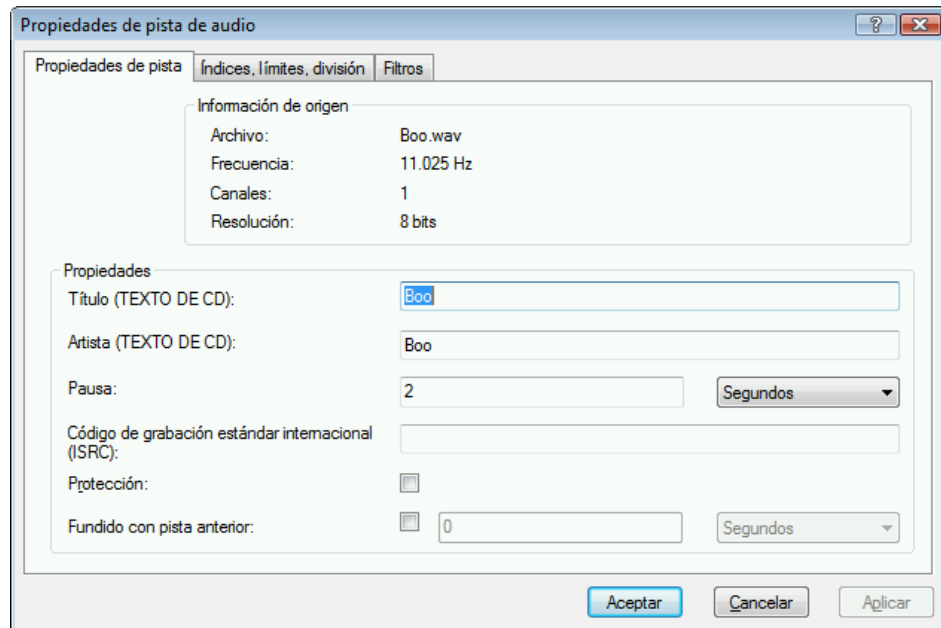 Propiedades de pista de audio
Propiedades de pista Índices, límites, división Filtros
Información de origen
Archivo: Boo.wav
Frecuencia: 11.025 Hz
Canales: 1
Resolución: 8 bits
Propiedades
Título (TEXTO DE CD): Boo
Artista (TEXTO DE CD): Boo
Pausa: 2 Segundos
Código de grabación estándar internacional
(ISRC):
Protección:
Fundido con pista anterior: 0 Segundos
Aceptar Cancelar Aplicar